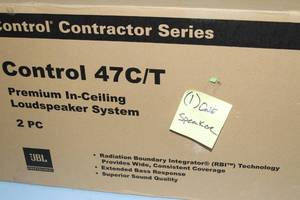 Control® Contractor Series
Control 47C/T
Premium In-Ceiling
Loudspeaker System
2 PC
(1) One
Speaker
JBL
• Radiation Boundary Integrator® (RBI™) Technology
Provides Wide, Consistent Coverage
• Extended Bass Response
• Superior Sound Quality